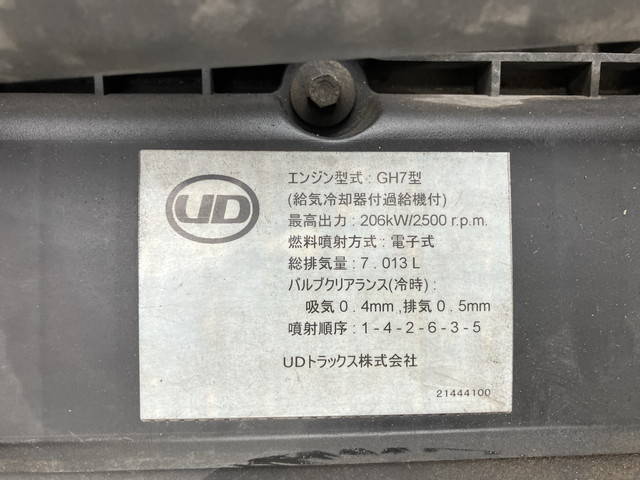 UD
エンジン型式 : GH7型
(給気冷却器付過給機付)
最高出力 : 206kW/2500 r.p.m.
燃料噴射方式 : 電子式
総排気量 : 7 . 013 L
バルブクリアランス(冷時) :
吸気 0 . 4mm ,排気 0 . 5mm
噴射順序 : 1 - 4 - 2 - 6 - 3 - 5
UDトラックス株式会社
21444100